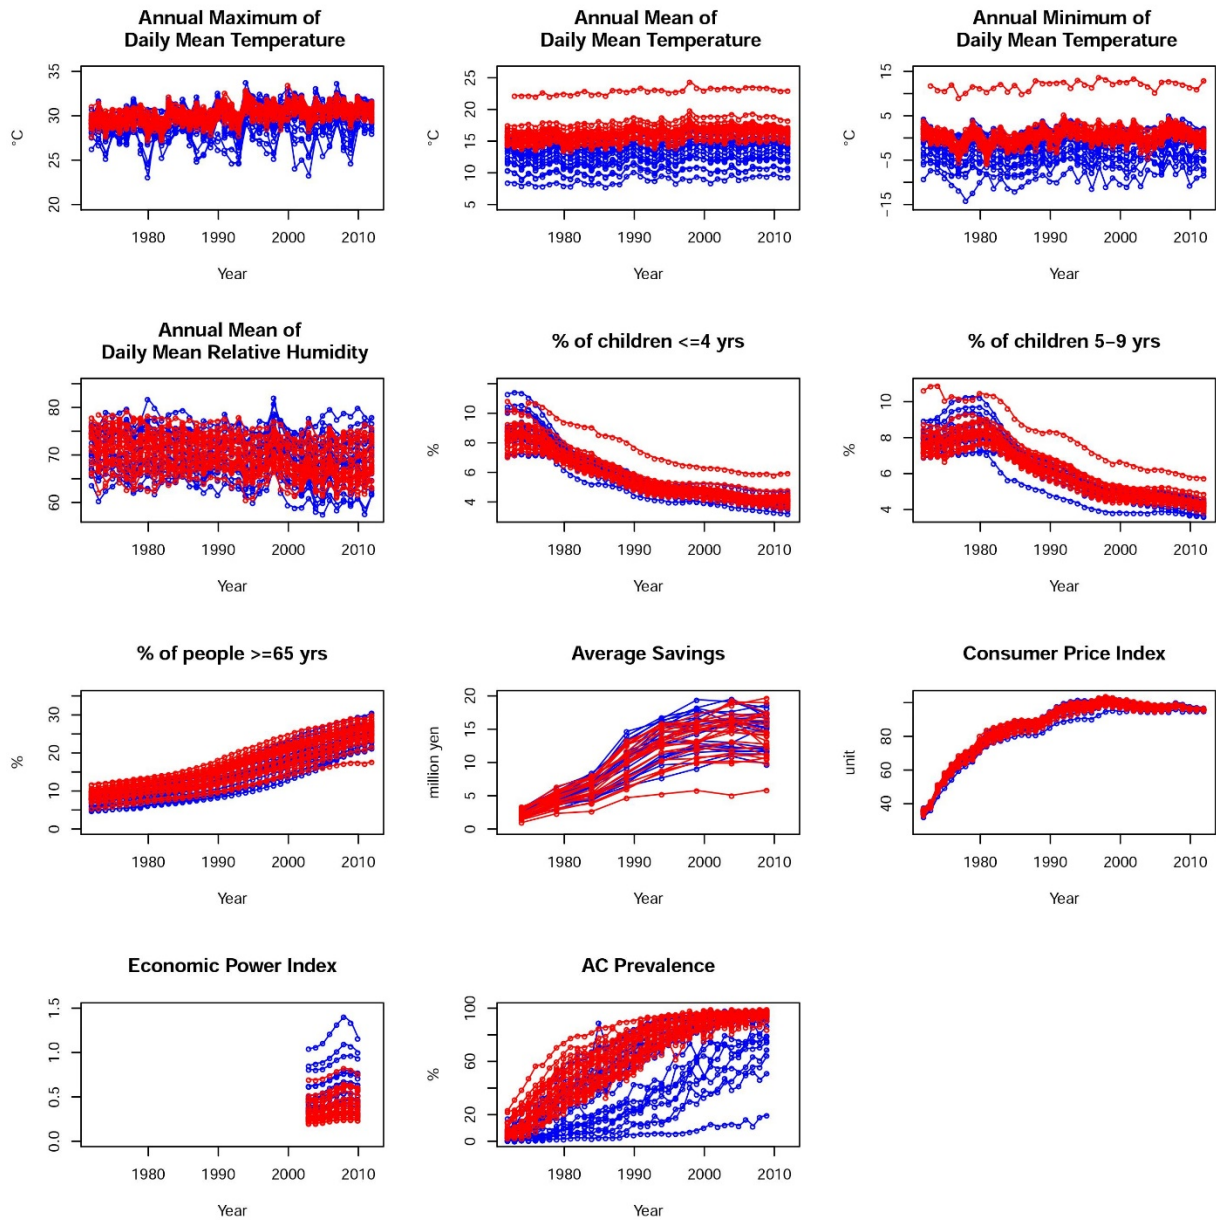 Annual Maximum of
Daily Mean Temperature
°C
35
30
25
20
1980 1990 2000 2010
Year
Annual Mean of
Daily Mean Temperature
°C
25
20
15
10
5
1980 1990 2000 2010
Year
Annual Minimum of
Daily Mean Temperature
°C
15
5
−5
−15
1980 1990 2000 2010
Year
Annual Mean of
Daily Mean Relative Humidity
80
70
60
1980 1990 2000 2010
Year
% of children <=4 yrs
%
10
8
6
4
1980 1990 2000 2010
Year
% of children 5−9 yrs
%
10
8
6
4
1980 1990 2000 2010
Year
% of people >=65 yrs
%
30
20
10
0
1980 1990 2000 2010
Year
Average Savings
million yen
20
15
10
5
0
1980 1990 2000 2010
Year
Consumer Price Index
unit
80
60
40
1980 1990 2000 2010
Year
Economic Power Index
1.5
1.0
0.5
0.0
1980 1990 2000 2010
Year
AC Prevalence
%
100
60
20
0
1980 1990 2000 2010
Year